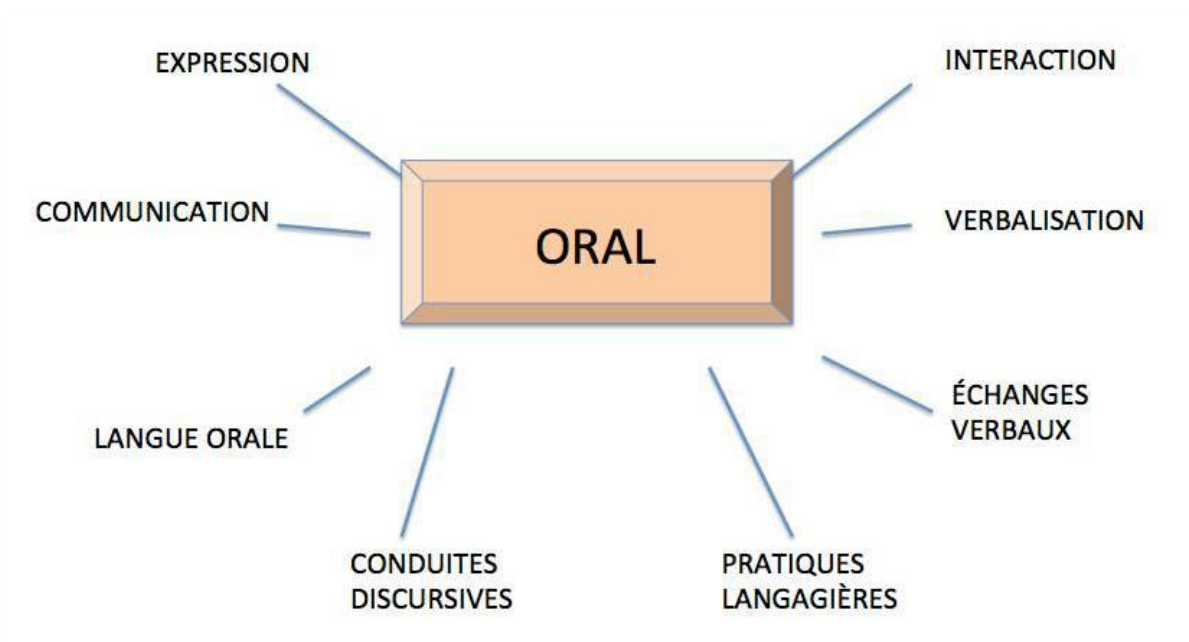 EXPRESSION
INTERACTION
COMMUNICATION
VERBALISATION
ORAL
ÉCHANGES
VERBAUX
LANGUE ORALE
CONDUITES
DISCURSIVES
PRATIQUES
LANGAGIÈRES